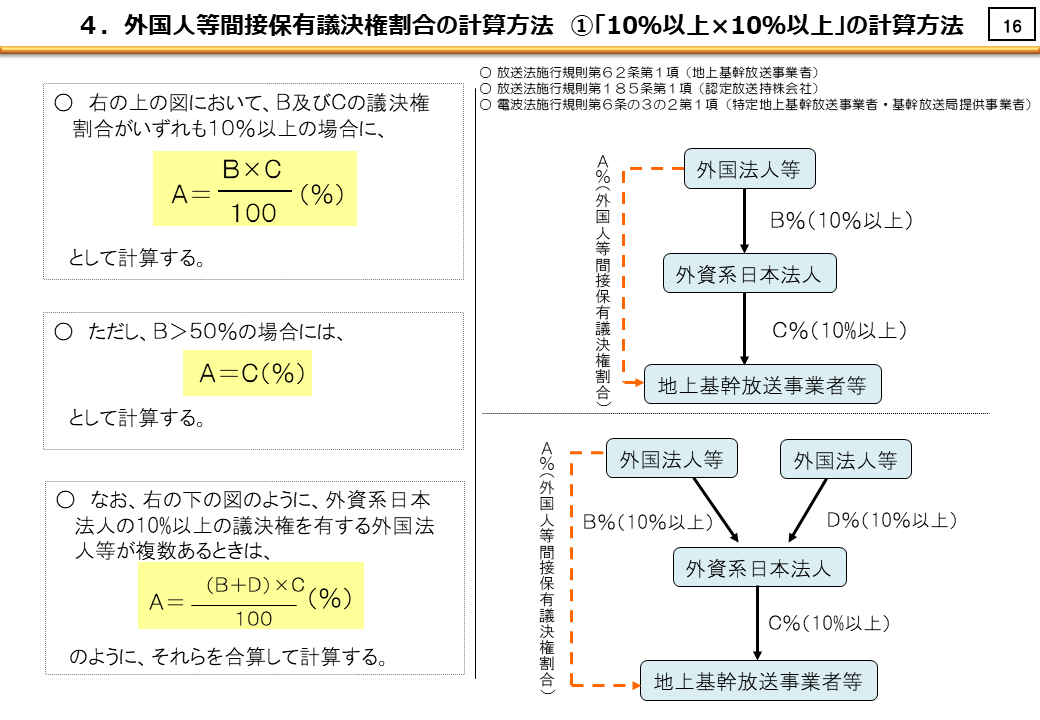 ４．外国人等間接保有議決権割合の計算方法 ①「10%以上×10%以上」の計算方法
16
○ 右の上の図において、Ｂ及びＣの議決権
割合がいずれも１０％以上の場合に、
Ｂ×Ｃ
Ａ＝ （％）
100
として計算する。
○ ただし、Ｂ＞５０％の場合には、
Ａ＝Ｃ（％）
として計算する。
○ なお、右の下の図のように、外資系日本
法人の10％以上の議決権を有する外国法
人等が複数あるときは、
（Ｂ＋Ｄ）×Ｃ
Ａ＝ （％）
100
のように、それらを合算して計算する。
○ 放送法施行規則第６２条第１項（地上基幹放送事業者）
○ 放送法施行規則第１８５条第１項（認定放送持株会社）
○ 電波法施行規則第６条の３の２第１項（特定地上基幹放送事業者・基幹放送局提供事業者）
Ａ％（外国人等間接保有議決権割合）
外国法人等
Ｂ％（10％以上）
外資系日本法人
Ｃ％（10％以上）
地上基幹放送事業者等
Ａ％（外国人等間接保有議決権割合）
外国法人等
外国法人等
Ｂ％（10％以上）
Ｄ％（10％以上）
外資系日本法人
Ｃ％（10％以上）
地上基幹放送事業者等